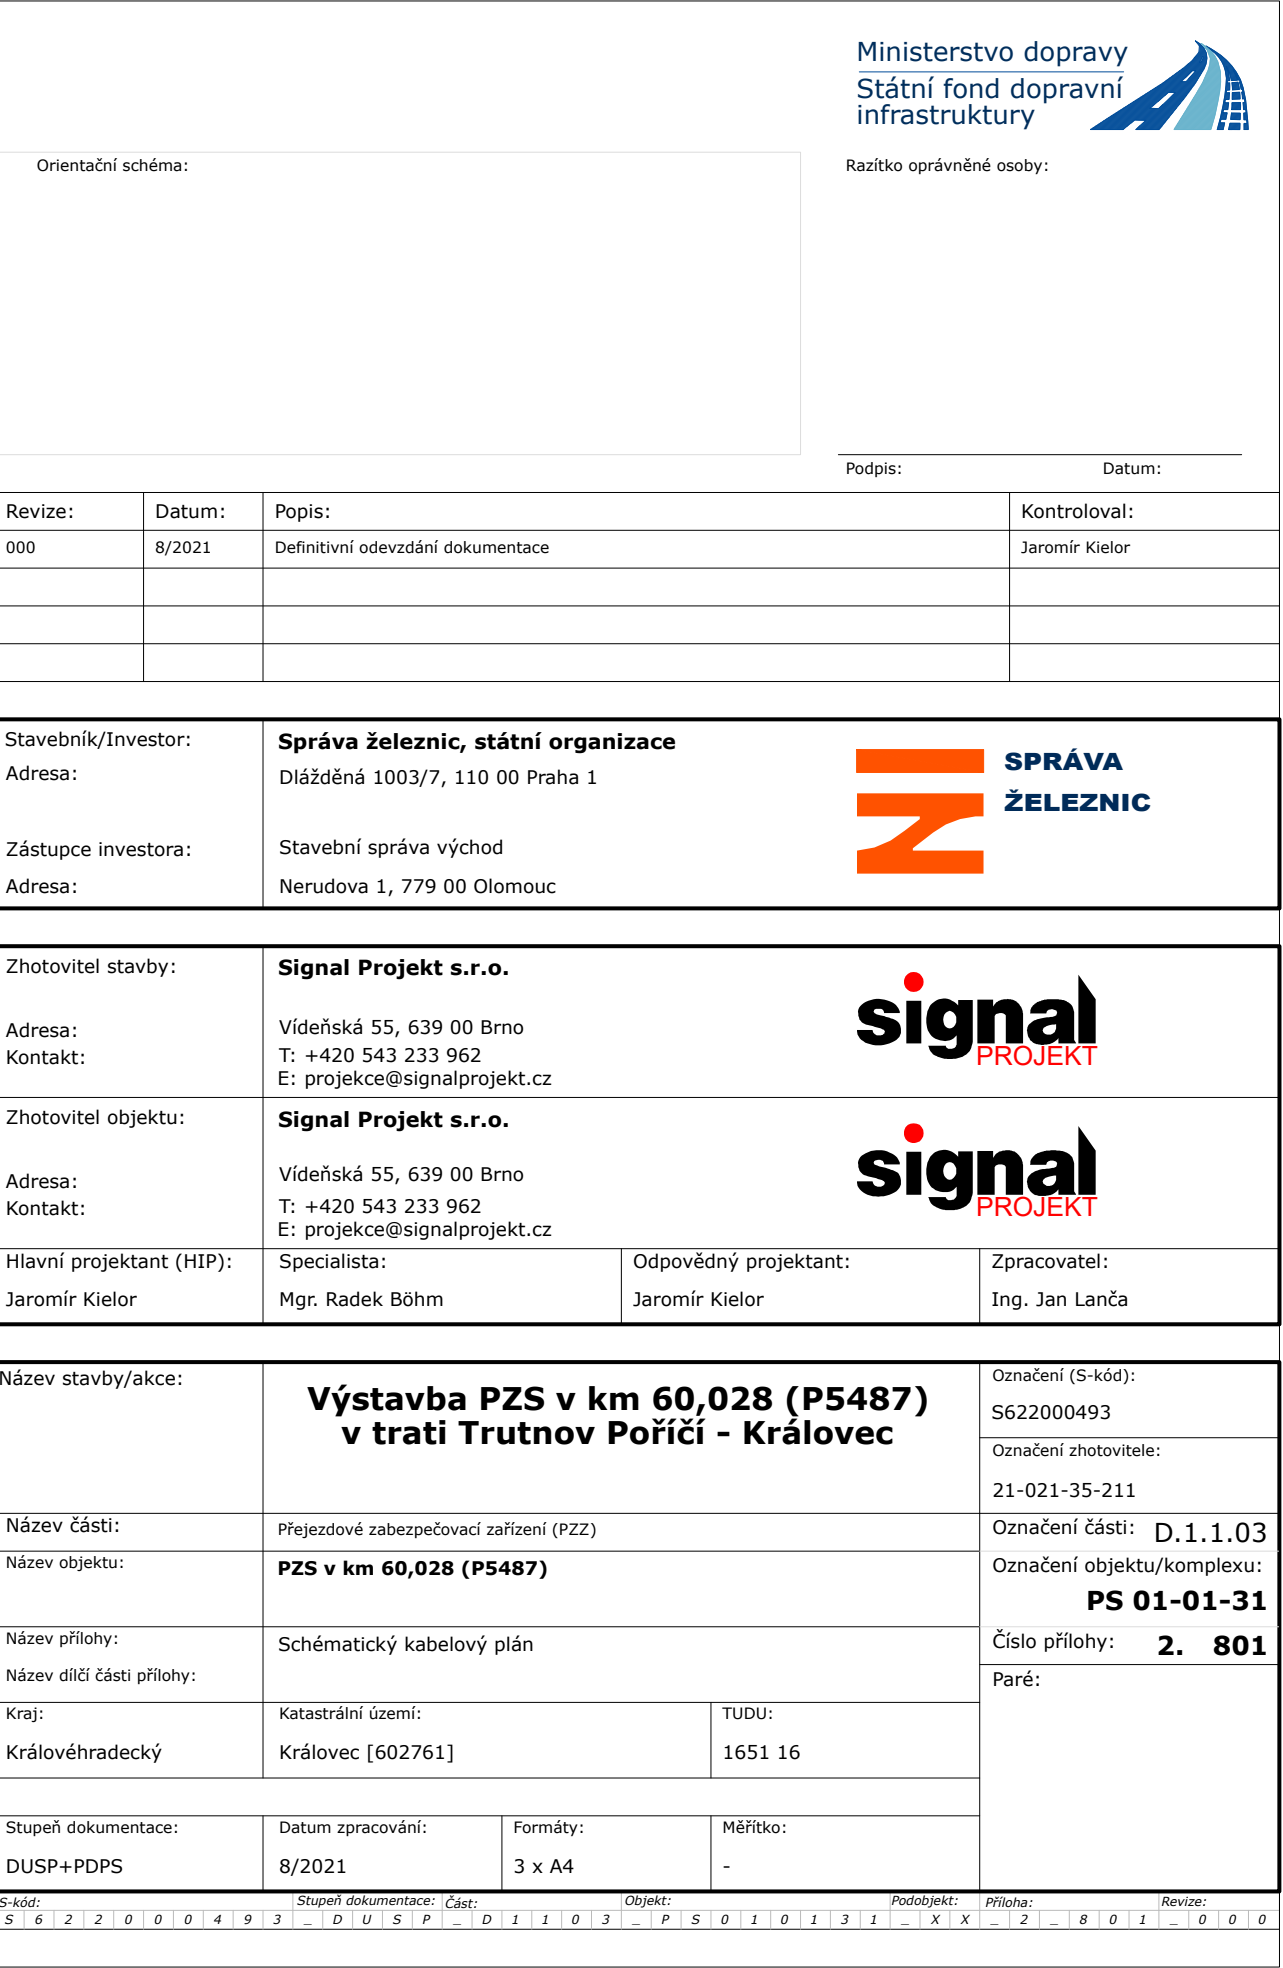 Ministerstvo dopravy
Státní fond dopravní
infrastruktury
Orientační schéma:
Razítko oprávněné osoby:
Podpis: Datum:
Revize: Datum: Popis: Kontroloval:
000 8/2021 Definitivní odevzdání dokumentace Jaromír Kielor
Stavebník/Investor: Správa železnic, státní organizace
Adresa: Dlážděná 1003/7, 110 00 Praha 1
SPRÁVA
ŽELEZNIC
Zástupce investora: Stavební správa východ
Adresa: Nerudova 1, 779 00 Olomouc
Zhotovitel stavby: Signal Projekt s.r.o.
signal
PROJEKT
Adresa: Vídeňská 55, 639 00 Brno
Kontakt: T: +420 543 233 962
E: projekce@signalprojekt.cz
Zhotovitel objektu: Signal Projekt s.r.o.
signal
PROJEKT
Adresa: Vídeňská 55, 639 00 Brno
Kontakt: T: +420 543 233 962
E: projekce@signalprojekt.cz
Hlavní projektant (HIP): Specialista: Odpovědný projektant: Zpracovatel:
Jaromír Kielor Mgr. Radek Böhm Jaromír Kielor Ing. Jan Lanča
Název stavby/akce:
Výstavba PZS v km 60,028 (P5487)
v trati Trutnov Poříčí - Královec
Označení (S-kód):
S622000493
Označení zhotovitele:
21-021-35-211
Název části: Přejezdové zabezpečovací zařízení (PZZ) Označení části: D.1.1.03
Název objektu: PZS v km 60,028 (P5487) Označení objektu/komplexu:
PS 01-01-31
Název přílohy: Schématický kabelový plán Číslo přílohy: 2. 801
Název dílčí části přílohy: Paré:
Kraj: Katastrální území: TUDU:
Královéhradecký Královec [602761] 1651 16
Stupeň dokumentace: Datum zpracování: Formáty: Měřítko:
DUSP+PDPS 8/2021 3 x A4 -
S-kód: Stupeň dokumentace: Část: Objekt: Podobjekt: Příloha: Revize:
S 6 2 2 0 0 0 4 9 3 _ D U S P _ D 1 1 0 3 _ P S 0 1 0 1 3 1 _ X X _ 2 _ 8 0 1 _ 0 0 0